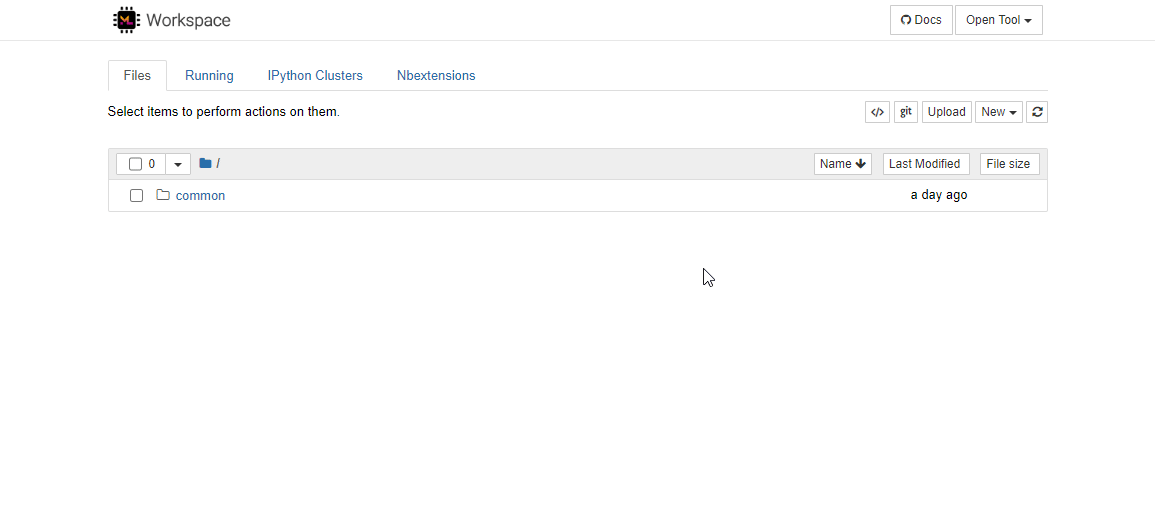 Workspace Docs Open Tool
Files Running IPython Clusters Nbextensions
Select items to perform actions on them. </> git Upload New
0 / Name Last Modified File size
common a day ago